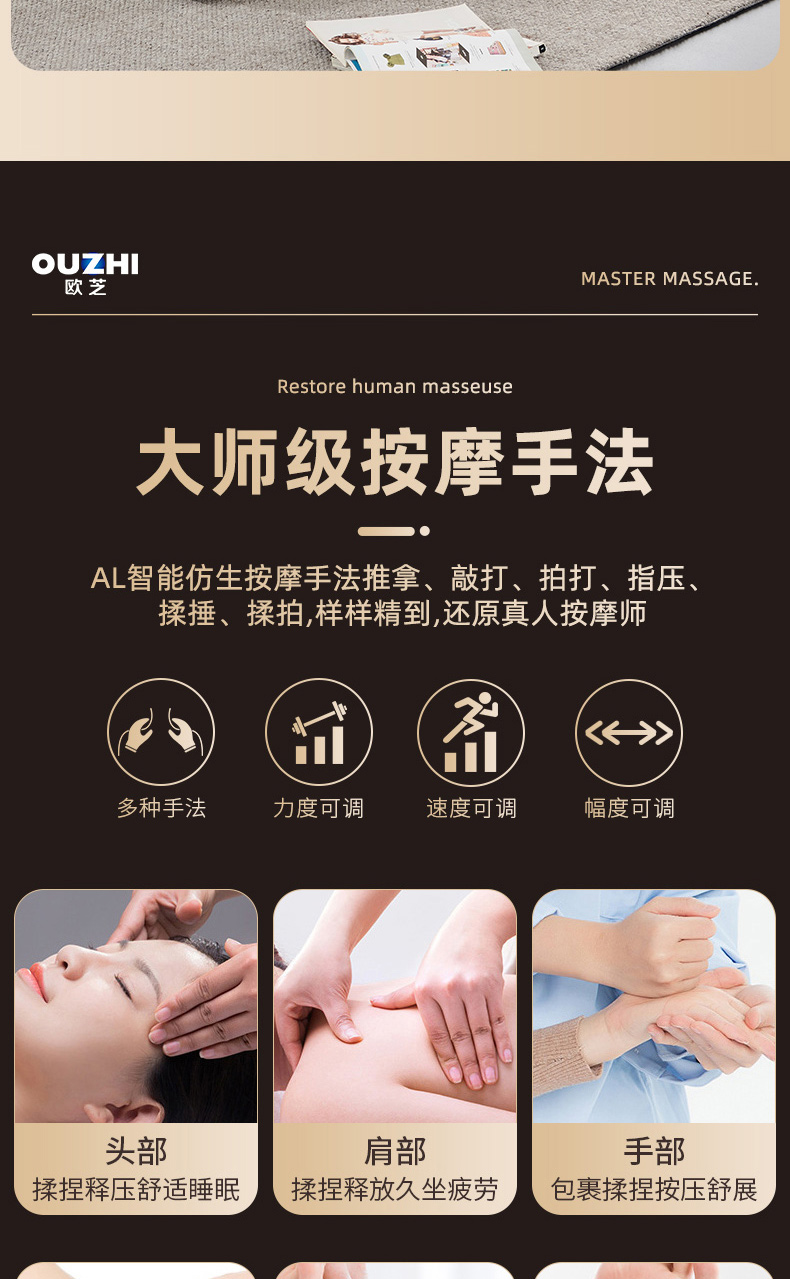 OUZHI
欧芝
MASTER MASSAGE.
Restore human masseuse
大师级按摩手法
AL智能仿生按摩手法推拿、敲打、拍打、指压、
揉捶、揉拍,样样精到,还原真人按摩师
多种手法
力度可调
速度可调
幅度可调
头部
揉捏释压舒适睡眠
肩部
揉捏释放久坐疲劳
手部
包裹揉捏按压舒展